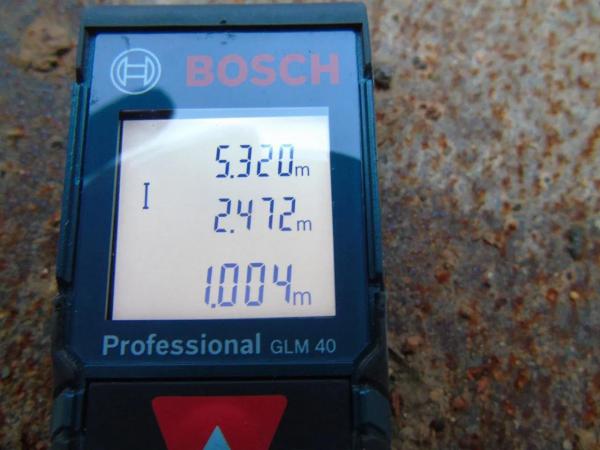 BOSCH
5.320m
I
2.472m
1.004m
Professional GLM 40